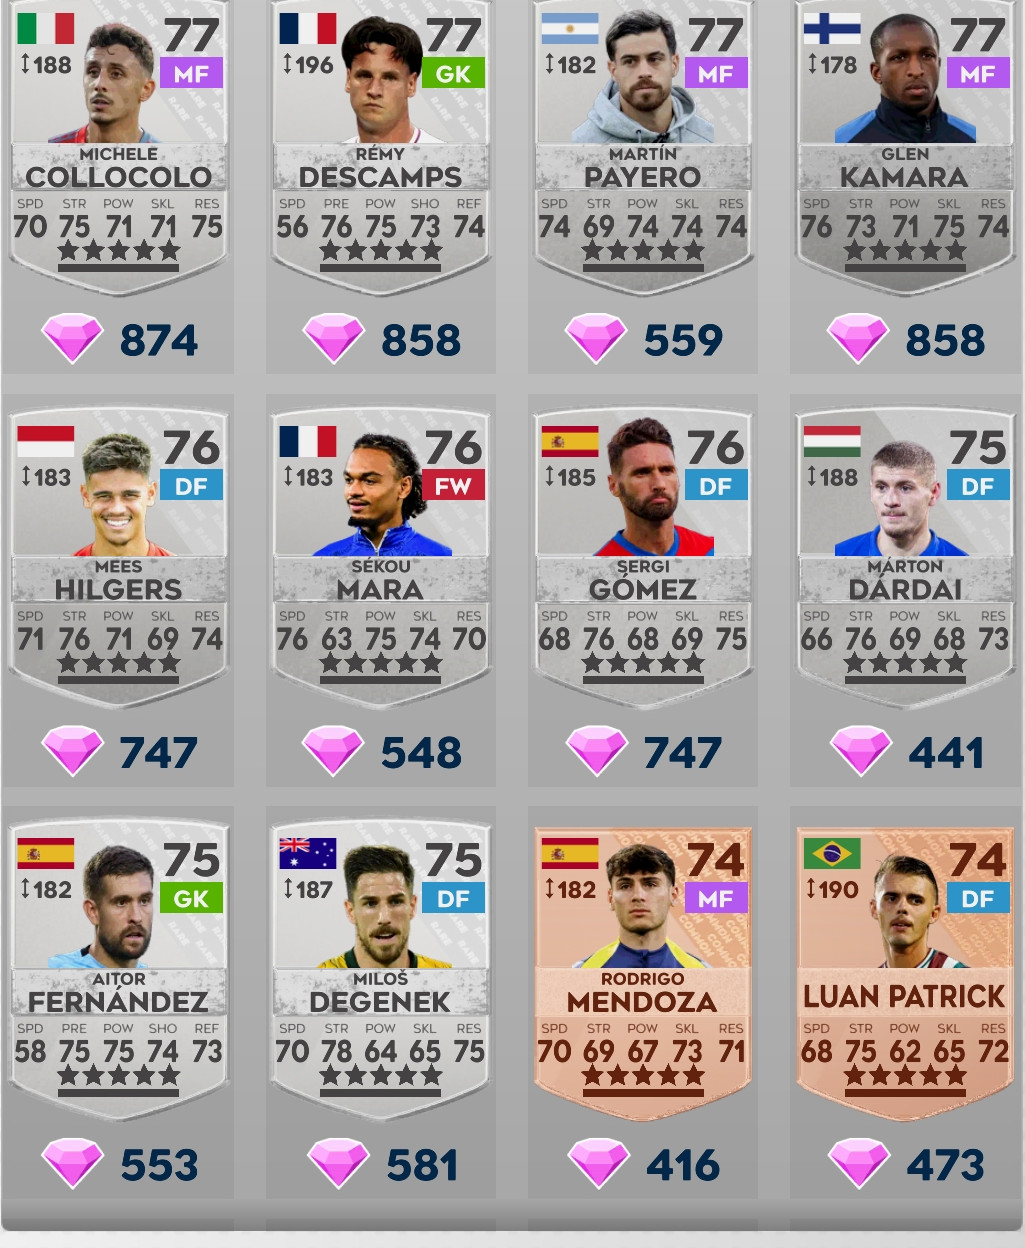 77 77 77 77
↕188 MF ↕196 GK ↕182 MF ↕178 MF
MICHELE RÉMY MARTÍN GLEN
COLLOCOLO DESCAMPS PAYERO KAMARA
SPD STR POW SKL RES SPD PRE POW SHO REF SPD STR POW SKL RES SPD STR POW SKL RES
70 75 71 71 75 56 76 75 73 74 74 69 74 74 74 76 73 71 75 74
874 858 559 858
76 76 76 75
↕183 DF ↕183 FW ↕185 DF ↕188 DF
MEES SÉKOU SERGI MÁRTON
HILGERS MARA GÓMEZ DÁRDAI
SPD STR POW SKL RES SPD STR POW SKL RES SPD STR POW SKL RES SPD STR POW SKL RES
71 76 71 69 74 76 63 75 74 70 68 76 68 69 75 66 76 69 68 73
747 548 747 441
75 75 74 74
↕182 GK ↕187 DF ↕182 MF ↕190 DF
AITOR MILOŠ RODRIGO
FERNÁNDEZ DEGENEK MENDOZA LUAN PATRICK
SPD PRE POW SHO REF SPD STR POW SKL RES SPD STR POW SKL RES SPD STR POW SKL RES
58 75 75 74 73 70 78 64 65 75 70 69 67 73 71 68 75 62 65 72
553 581 416 473